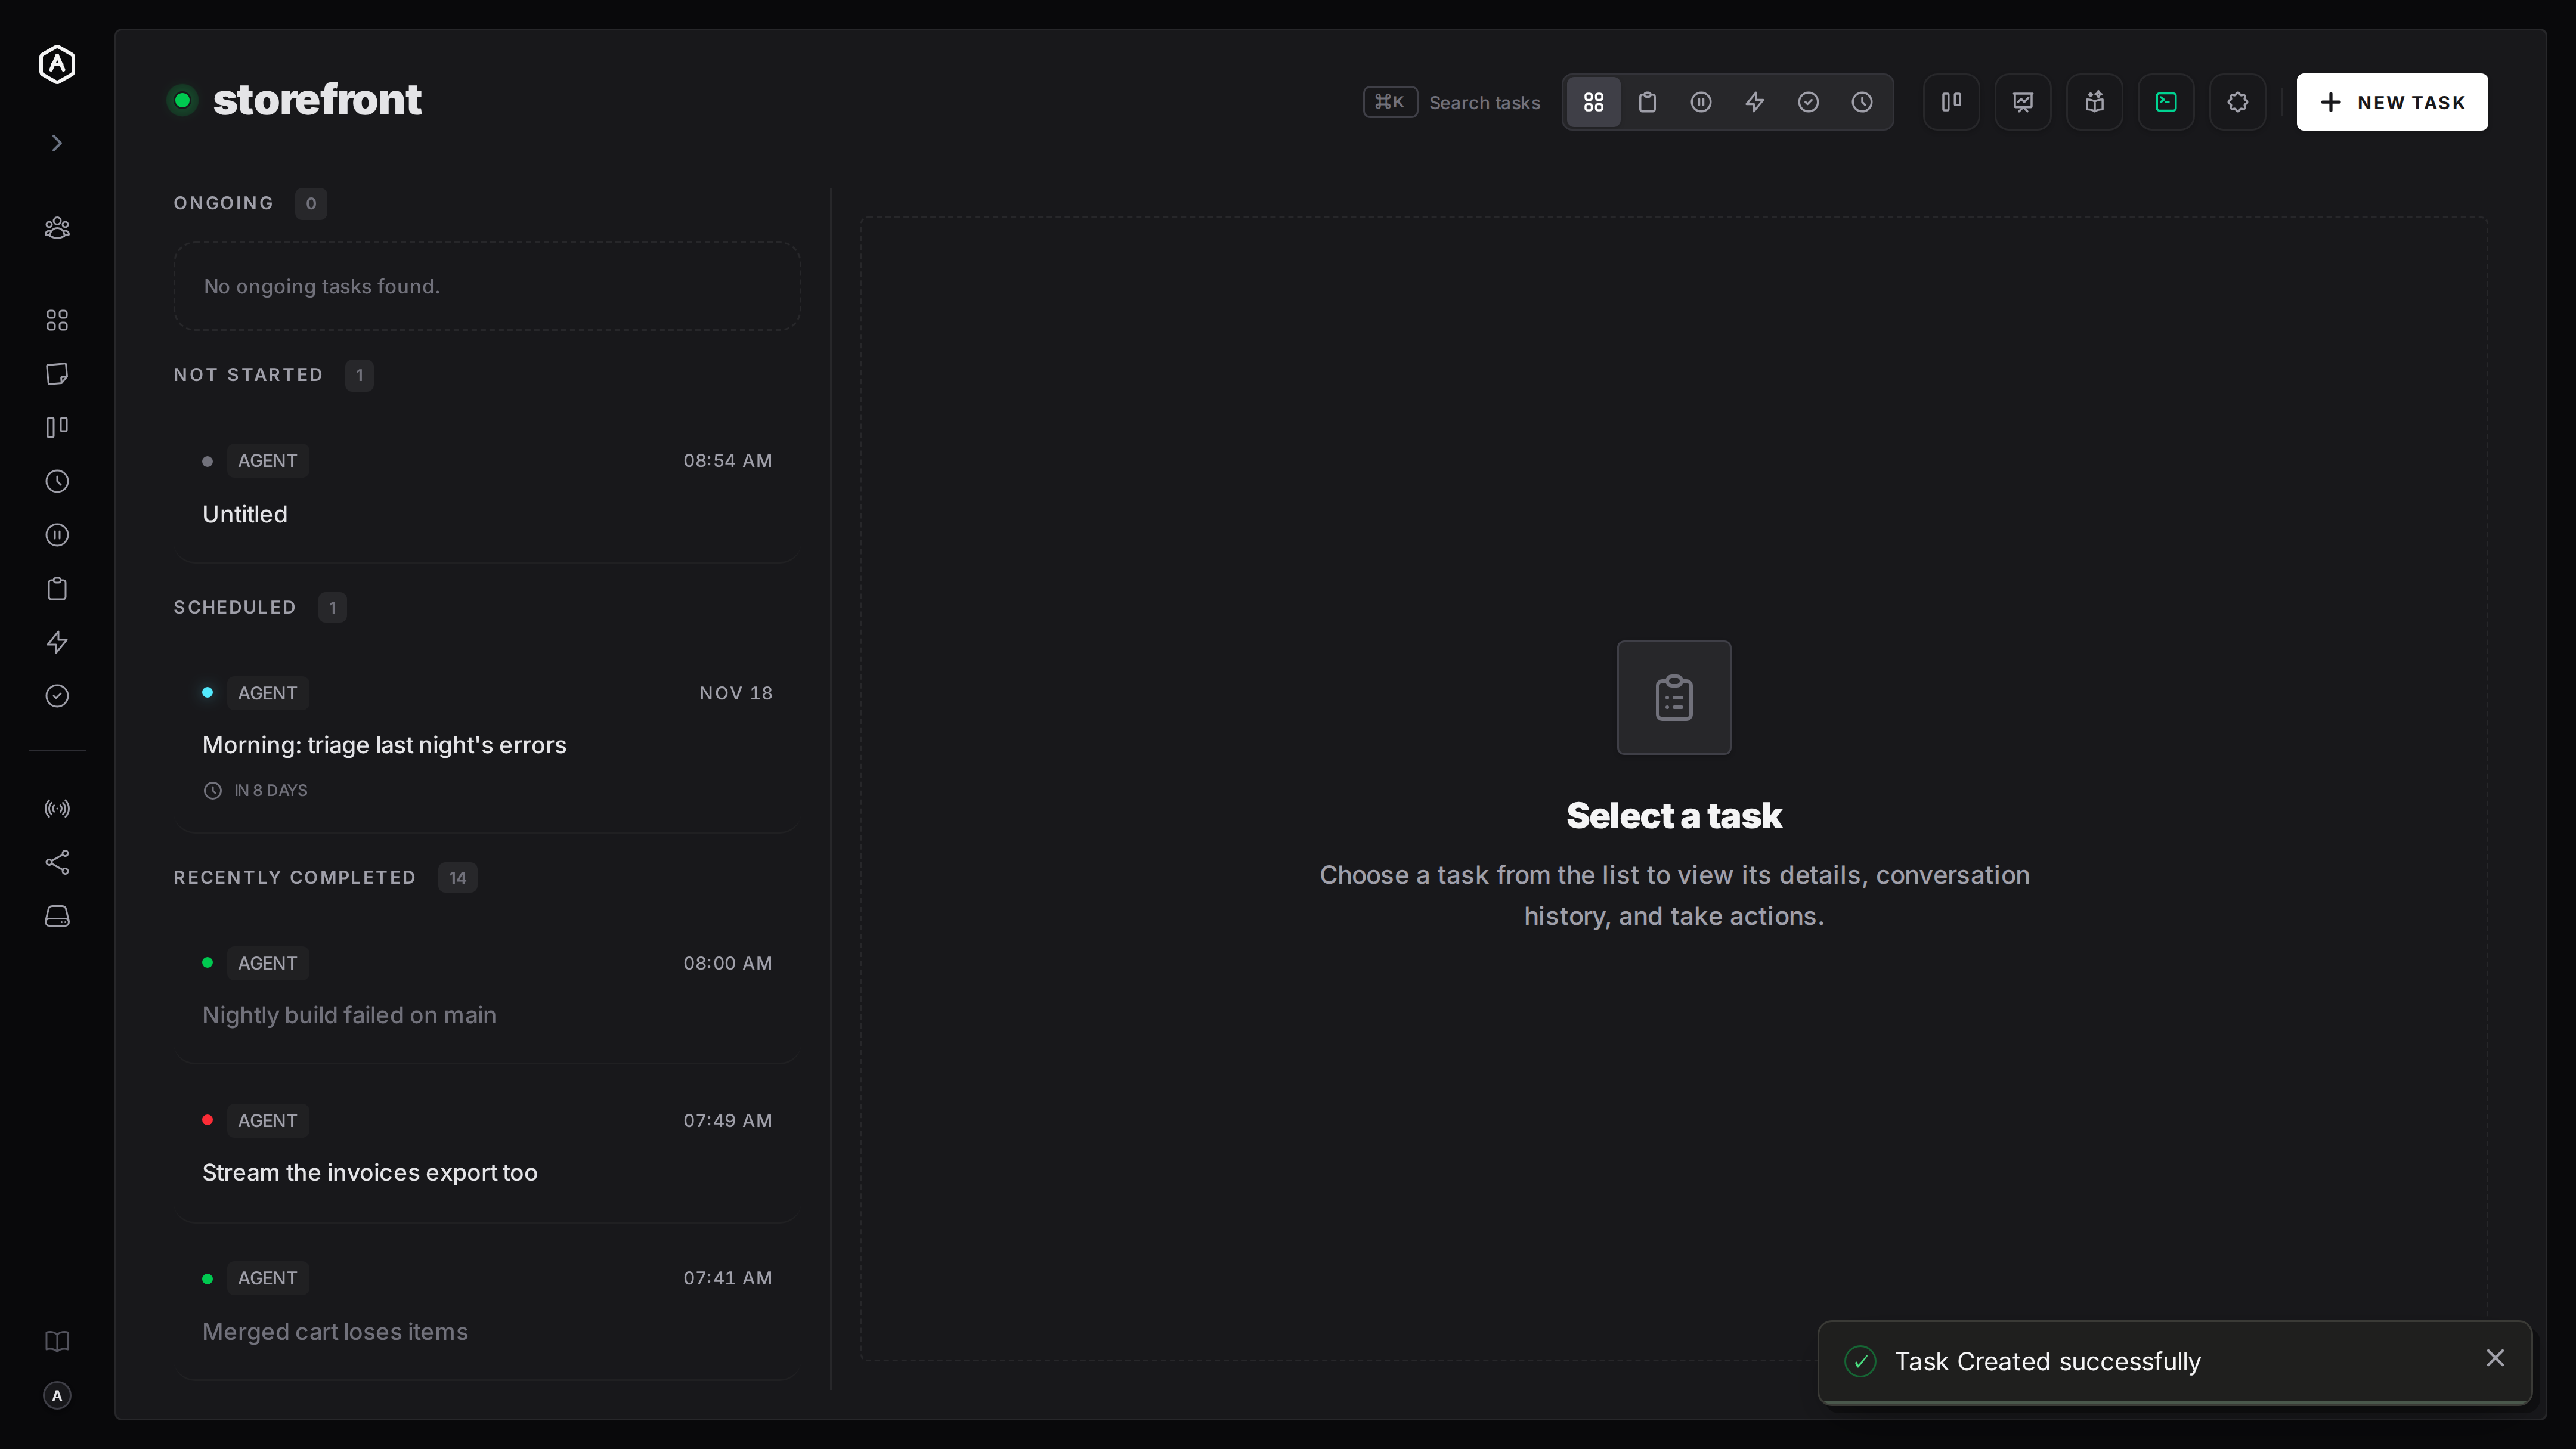 storefront
⌘K Search tasks
NEW TASK
ONGOING 0
No ongoing tasks found.
NOT STARTED 1
AGENT 08:54 AM
Untitled
SCHEDULED 1
AGENT NOV 18
Morning: triage last night's errors
IN 8 DAYS
RECENTLY COMPLETED 14
AGENT 08:00 AM
Nightly build failed on main
AGENT 07:49 AM
Stream the invoices export too
AGENT 07:41 AM
Merged cart loses items
Select a task
Choose a task from the list to view its details, conversation
history, and take actions.
Task Created successfully
A